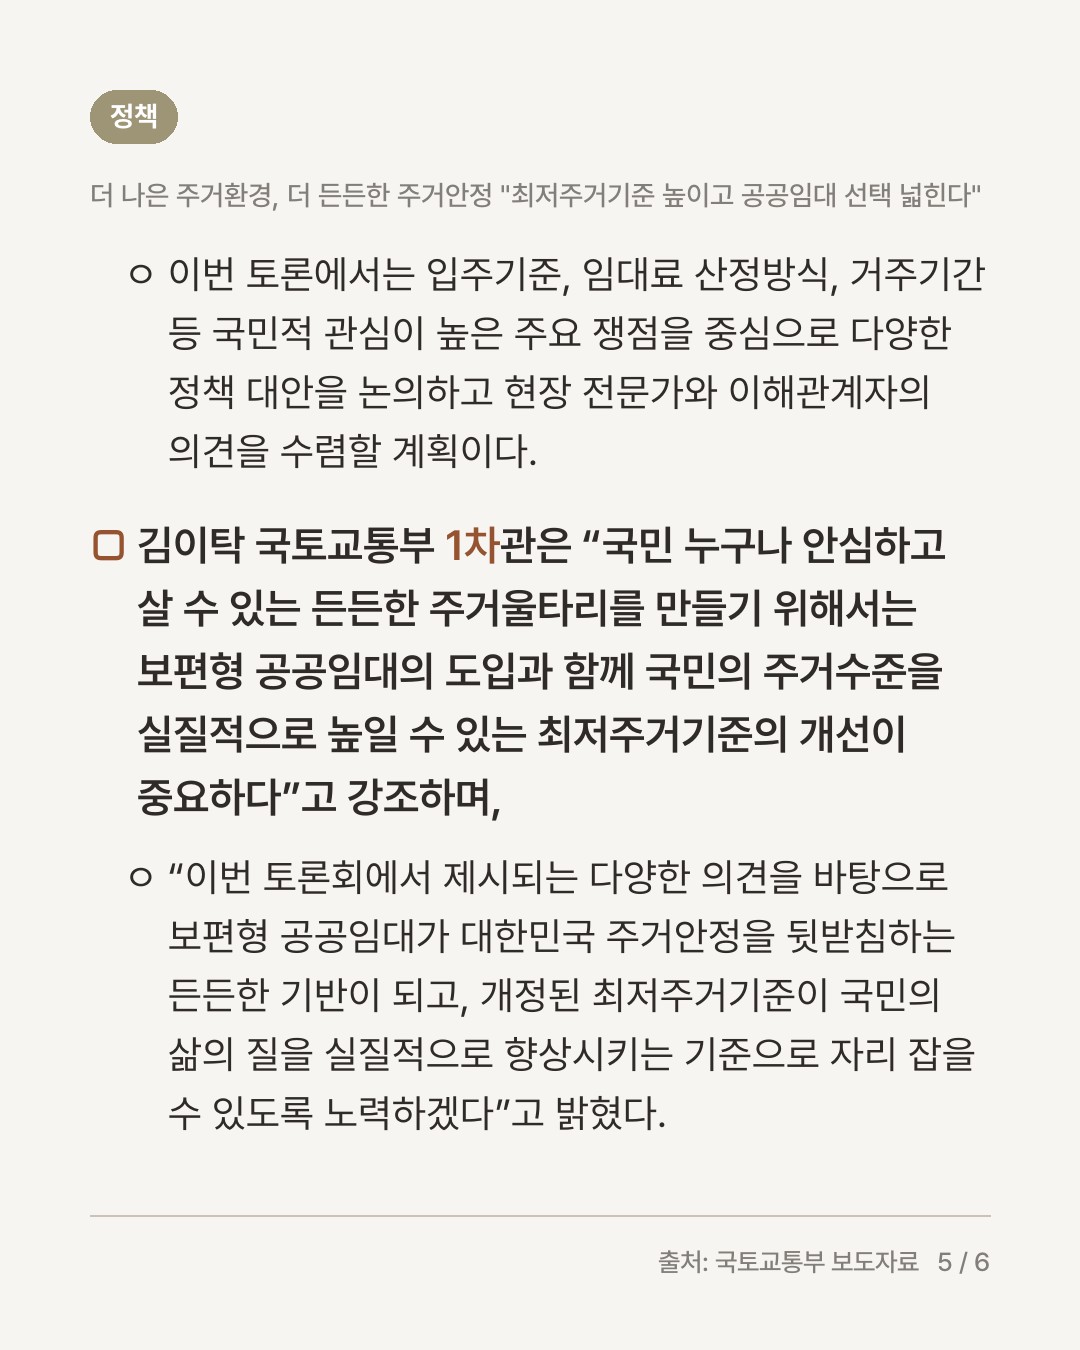 정책
더 나은 주거환경, 더 든든한 주거안정 "최저주거기준 높이고 공공임대 선택 넓힌다"
ㅇ 이번 토론에서는 입주기준, 임대료 산정방식, 거주기간
등 국민적 관심이 높은 주요 쟁점을 중심으로 다양한
정책 대안을 논의하고 현장 전문가와 이해관계자의
의견을 수렴할 계획이다.
□ 김이탁 국토교통부 1차관은 “국민 누구나 안심하고
살 수 있는 든든한 주거울타리를 만들기 위해서는
보편형 공공임대의 도입과 함께 국민의 주거수준을
실질적으로 높일 수 있는 최저주거기준의 개선이
중요하다”고 강조하며,
ㅇ “이번 토론회에서 제시되는 다양한 의견을 바탕으로
보편형 공공임대가 대한민국 주거안정을 뒷받침하는
든든한 기반이 되고, 개정된 최저주거기준이 국민의
삶의 질을 실질적으로 향상시키는 기준으로 자리 잡을
수 있도록 노력하겠다”고 밝혔다.
출처: 국토교통부 보도자료 5 / 6